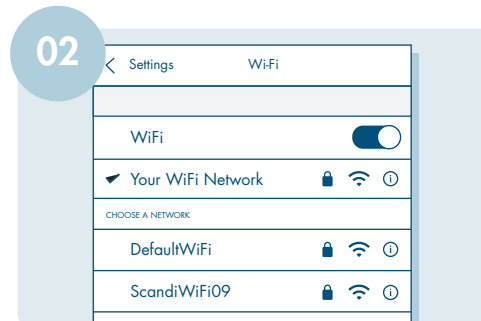 02
Settings Wi-Fi
WiFi
Your WiFi Network
CHOOSE A NETWORK
DefaultWiFi
ScandiWiFi09